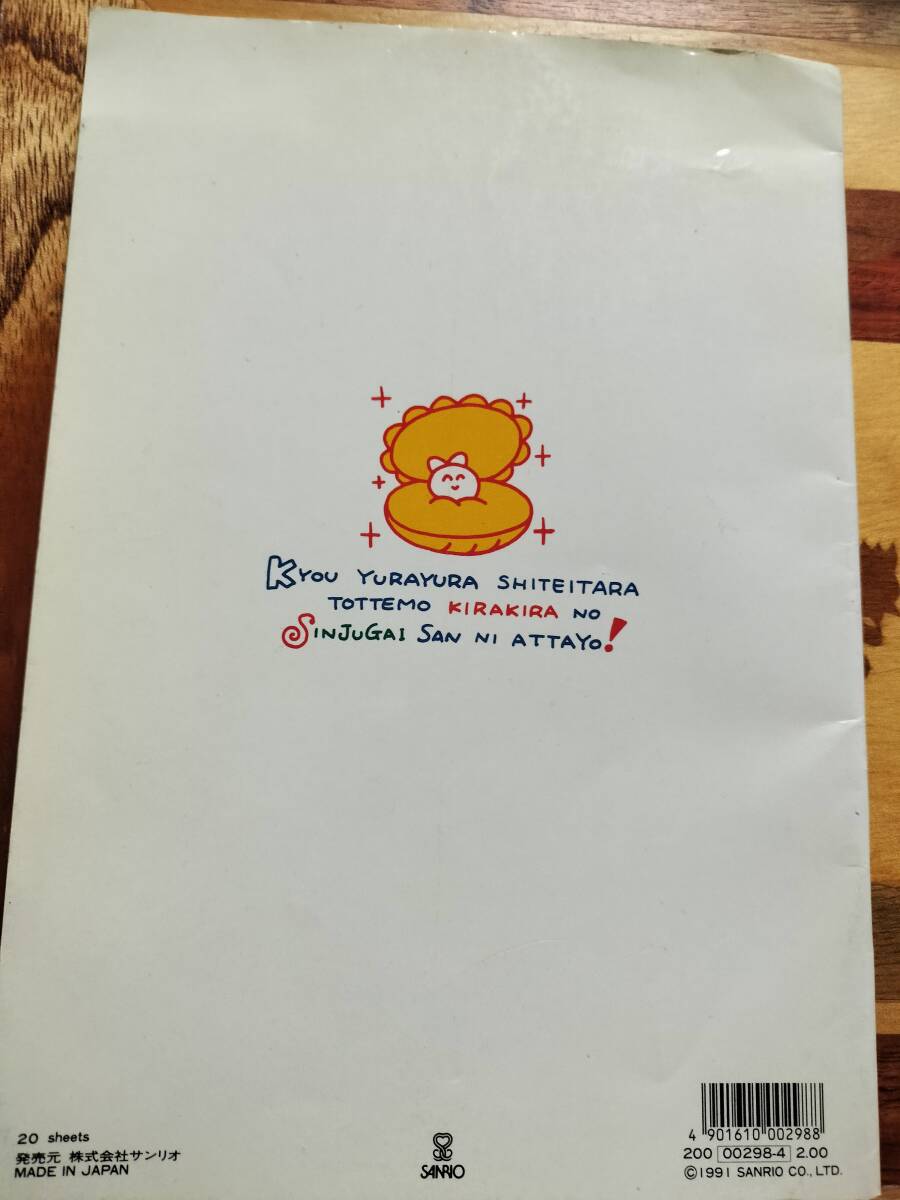 KYOU YURAYURA SHITEITARA
TOTTEMO KIRAKIRA NO
SINJUGAI SAN NI ATTAYO!
20 sheets
発売元 株式会社サンリオ
MADE IN JAPAN
SANRIO
4 901610 002988
200 00298-4 2.00
©1991 SANRIO CO., LTD.